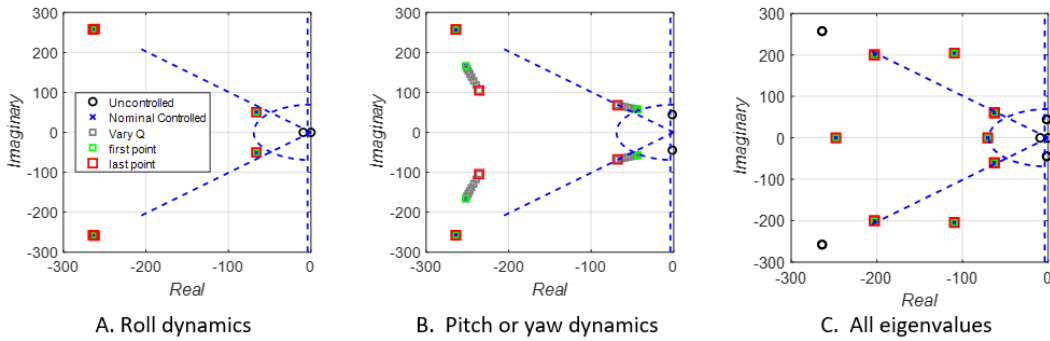 300
200
100
0
-100
-200
-300
Imaginary
Uncontrolled
Nominal Controlled
Vary Q
first point
last point
-300
-200
-100
0
Real
A. Roll dynamics
300
200
100
0
-100
-200
-300
Imaginary
-300
-200
-100
0
Real
B. Pitch or yaw dynamics
300
200
100
0
-100
-200
-300
Imaginary
-300
-200
-100
0
Real
C. All eigenvalues